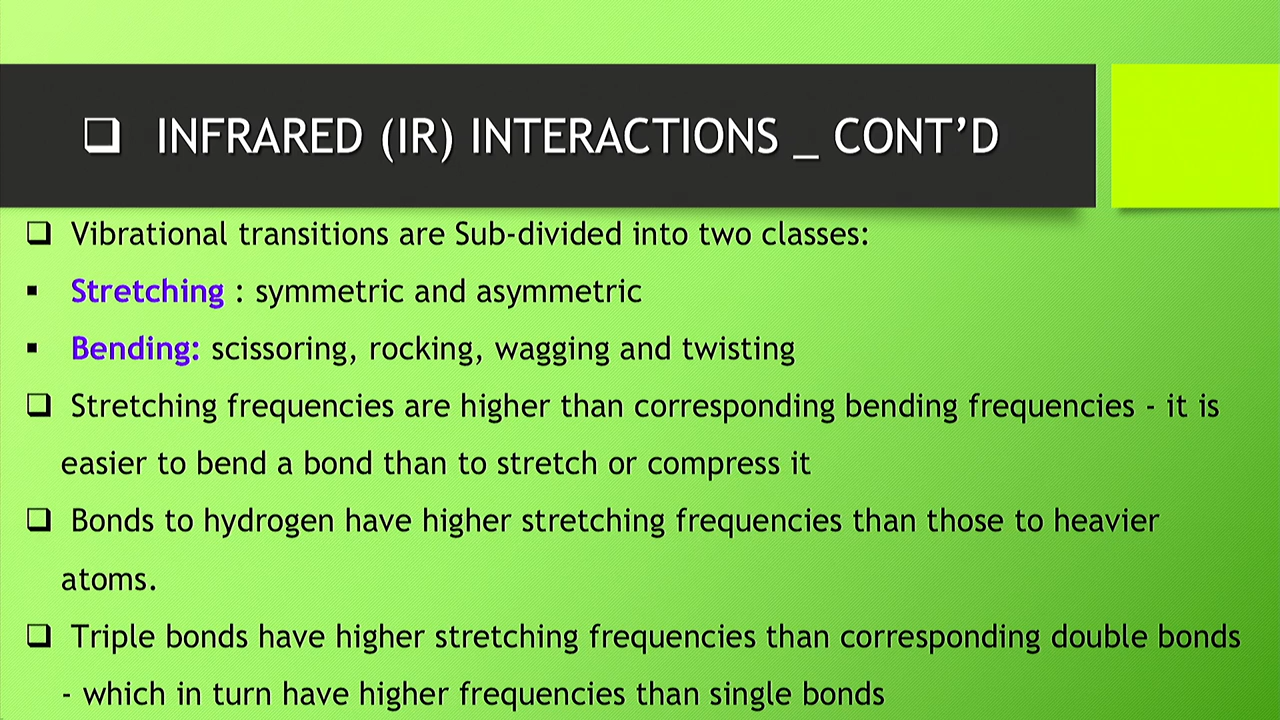 ❑ INFRARED (IR) INTERACTIONS _ CONT’D
❑ Vibrational transitions are Sub-divided into two classes:
▪ Stretching : symmetric and asymmetric
▪ Bending: scissoring, rocking, wagging and twisting
❑ Stretching frequencies are higher than corresponding bending frequencies - it is
easier to bend a bond than to stretch or compress it
❑ Bonds to hydrogen have higher stretching frequencies than those to heavier
atoms.
❑ Triple bonds have higher stretching frequencies than corresponding double bonds
- which in turn have higher frequencies than single bonds